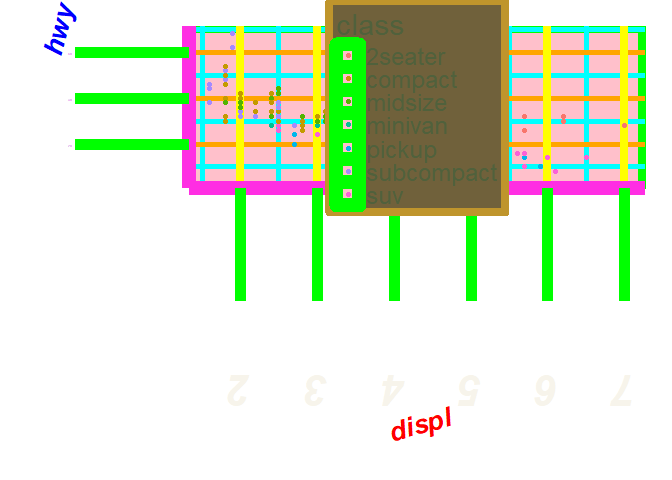 hwy
class
2seater
compact
midsize
minivan
pickup
subcompact
suv
2 3 4 5 6 7
displ